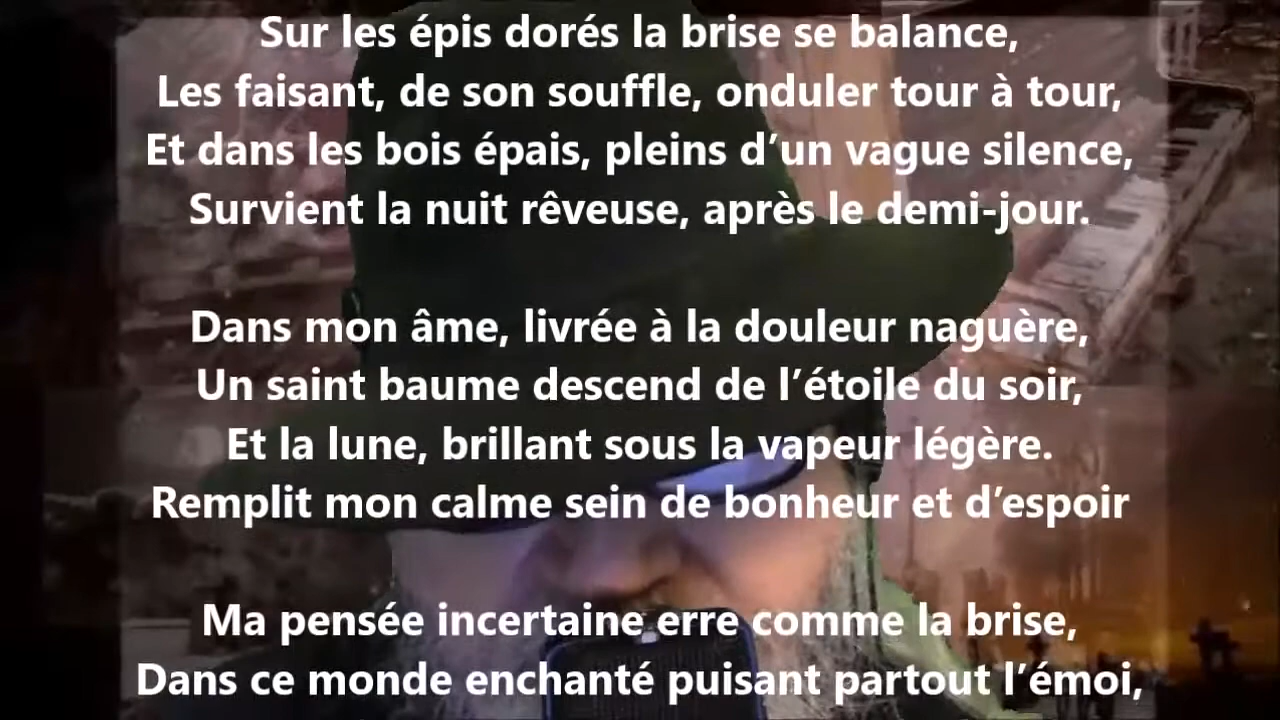 Sur les épis dorés la brise se balance,
Les faisant, de son souffle, onduler tour à tour,
Et dans les bois épais, pleins d’un vague silence,
Survient la nuit rêveuse, après le demi-jour.
Dans mon âme, livrée à la douleur naguère,
Un saint baume descend de l’étoile du soir,
Et la lune, brillant sous la vapeur légère.
Remplit mon calme sein de bonheur et d’espoir
Ma pensée incertaine erre comme la brise,
Dans ce monde enchanté puisant partout l’émoi,